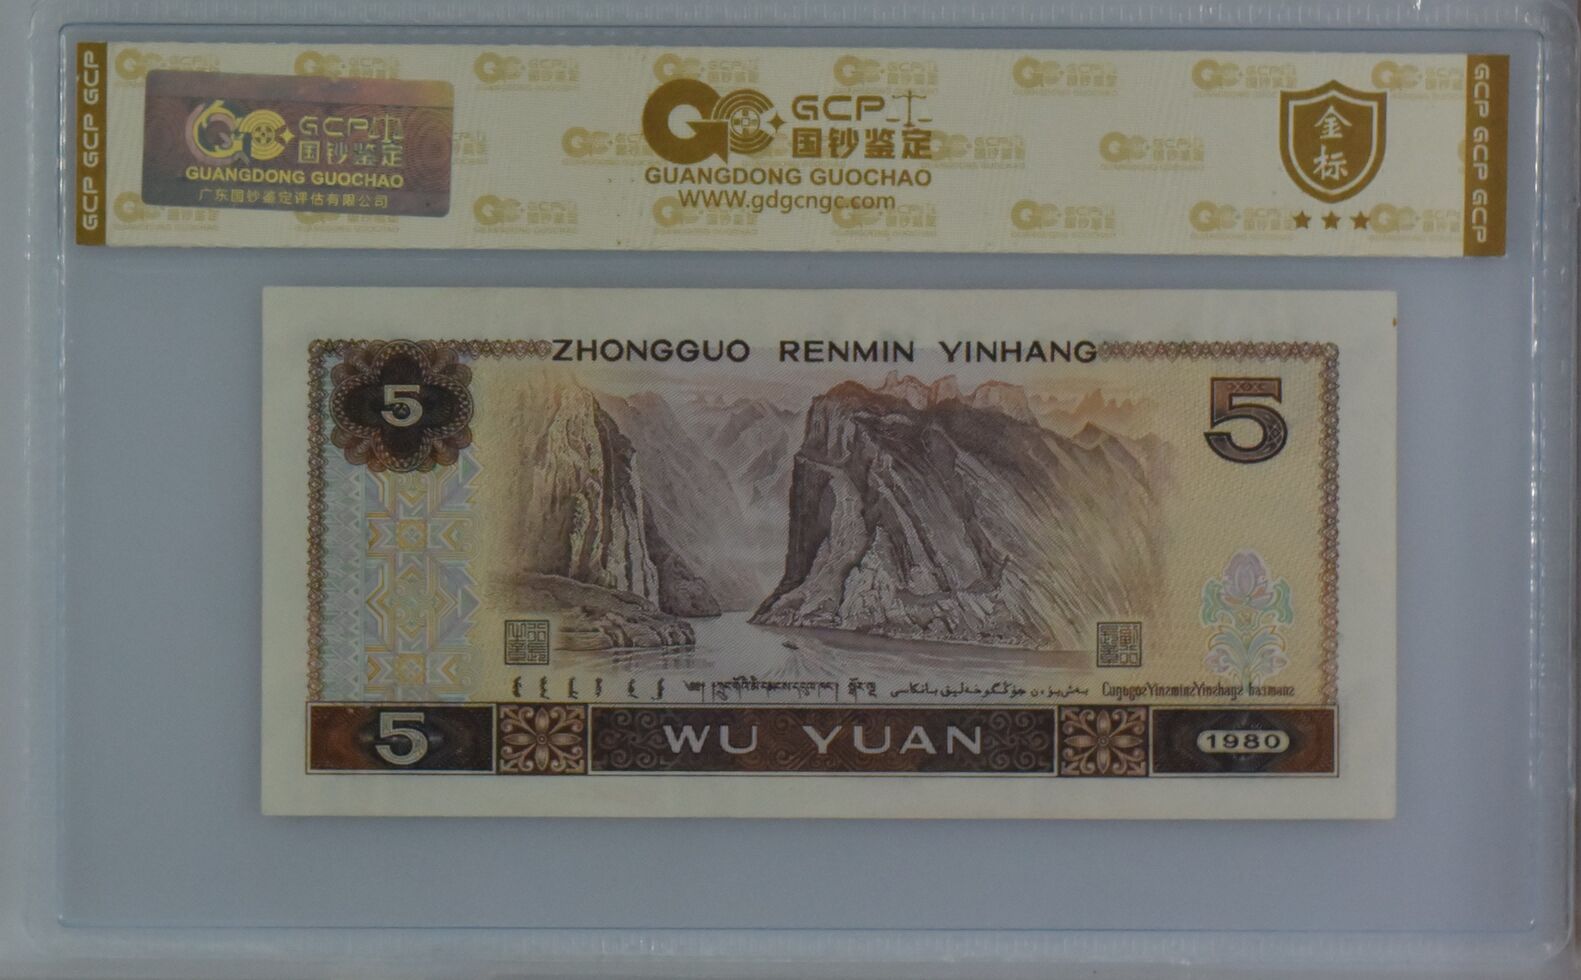 GCP GCP GCP
GCP
国钞鉴定
GUANGDONG GUOCHAO
广东国钞鉴定评估有限公司
GCP
国钞鉴定
GUANGDONG GUOCHAO
WWW.gdgcngc.com
金
标
GCP GCP GCP
ZHONGGUO RENMIN YINHANG
5
5
5
WU YUAN
1980